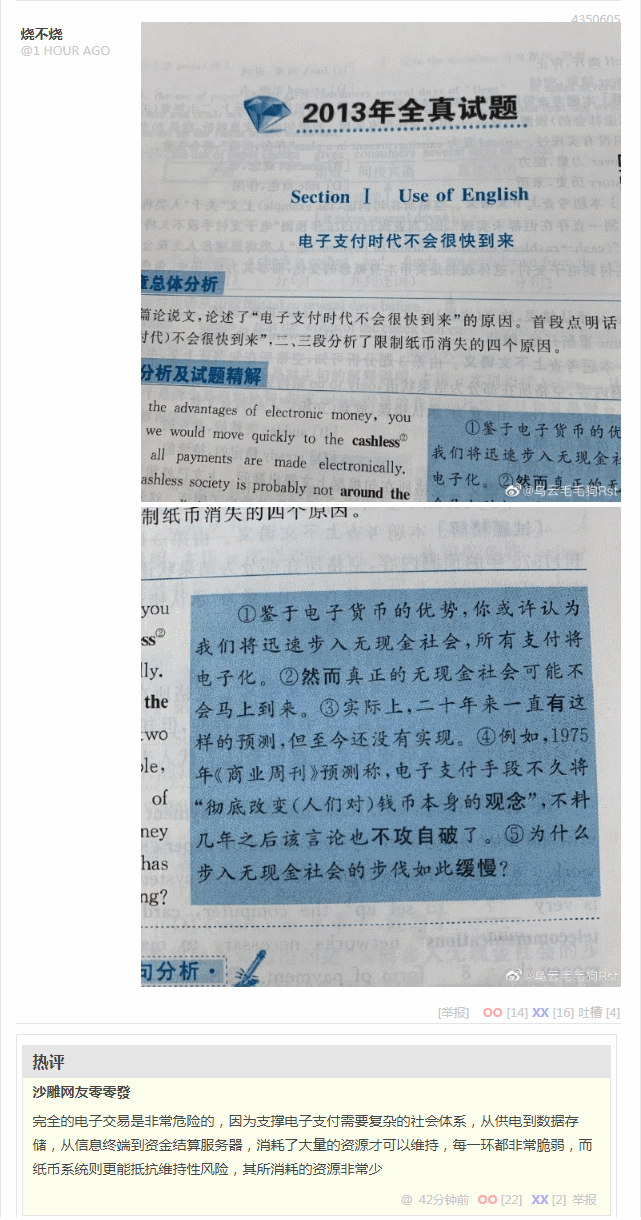 4350605
烧不烧
@1 HOUR AGO
2013年全真试题
Section Ⅰ Use of English
电子支付时代不会很快到来
章总体分析
篇论说文，论述了“电子支付时代不会很快到来”的原因。首段点明话
时代)不会很快到来”，二、三段分析了限制纸币消失的四个原因。
分析及试题精解
the advantages of electronic money, you
we would move quickly to the cashless②
all payments are made electronically.
ashless society is probably not around the
①鉴于电子货币的优
我们将迅速步入无现金社
电子化。②然而真正的无
@乌云毛毛狗Rst
制纸币消失的四个原因。
you
ss②
lly.
the
two
ple,
of
ney
has
ng?
①鉴于电子货币的优势，你或许认为
我们将迅速步入无现金社会，所有支付将
电子化。②然而真正的无现金社会可能不
会马上到来。③实际上，二十年来一直有这
样的预测，但至今还没有实现。④例如，1975
年《商业周刊》预测称，电子支付手段不久将
“彻底改变(人们对)钱币本身的观念”，不料
几年之后该言论也不攻自破了。⑤为什么
步入无现金社会的步伐如此缓慢？
句分析·
@乌云毛毛狗Rst
[举报] OO [14] XX [16] 吐槽 [4]
热评
沙雕网友零零發
完全的电子交易是非常危险的，因为支撑电子支付需要复杂的社会体系，从供电到数据存
储，从信息终端到资金结算服务器，消耗了大量的资源才可以维持，每一环都非常脆弱，而
纸币系统则更能抵抗维持性风险，其所消耗的资源非常少
@ 42分钟前 OO [22] XX [2] 举报